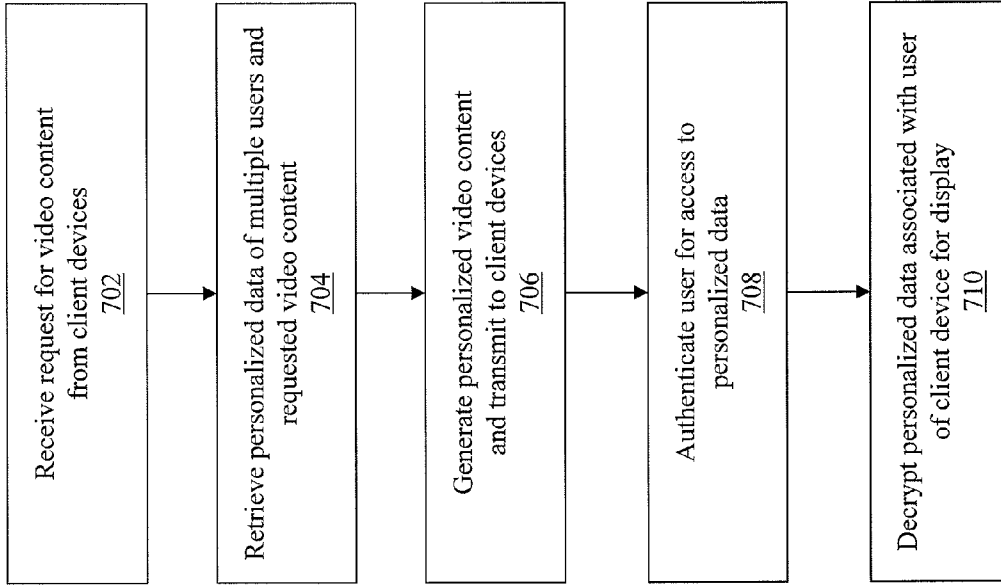 Receive request for video content
from client devices
702
Retrieve personalized data of multiple users and
requested video content
704
Generate personalized video content
and transmit to client devices
706
Authenticate user for access to
personalized data
708
Decrypt personalized data associated with user
of client device for display
710